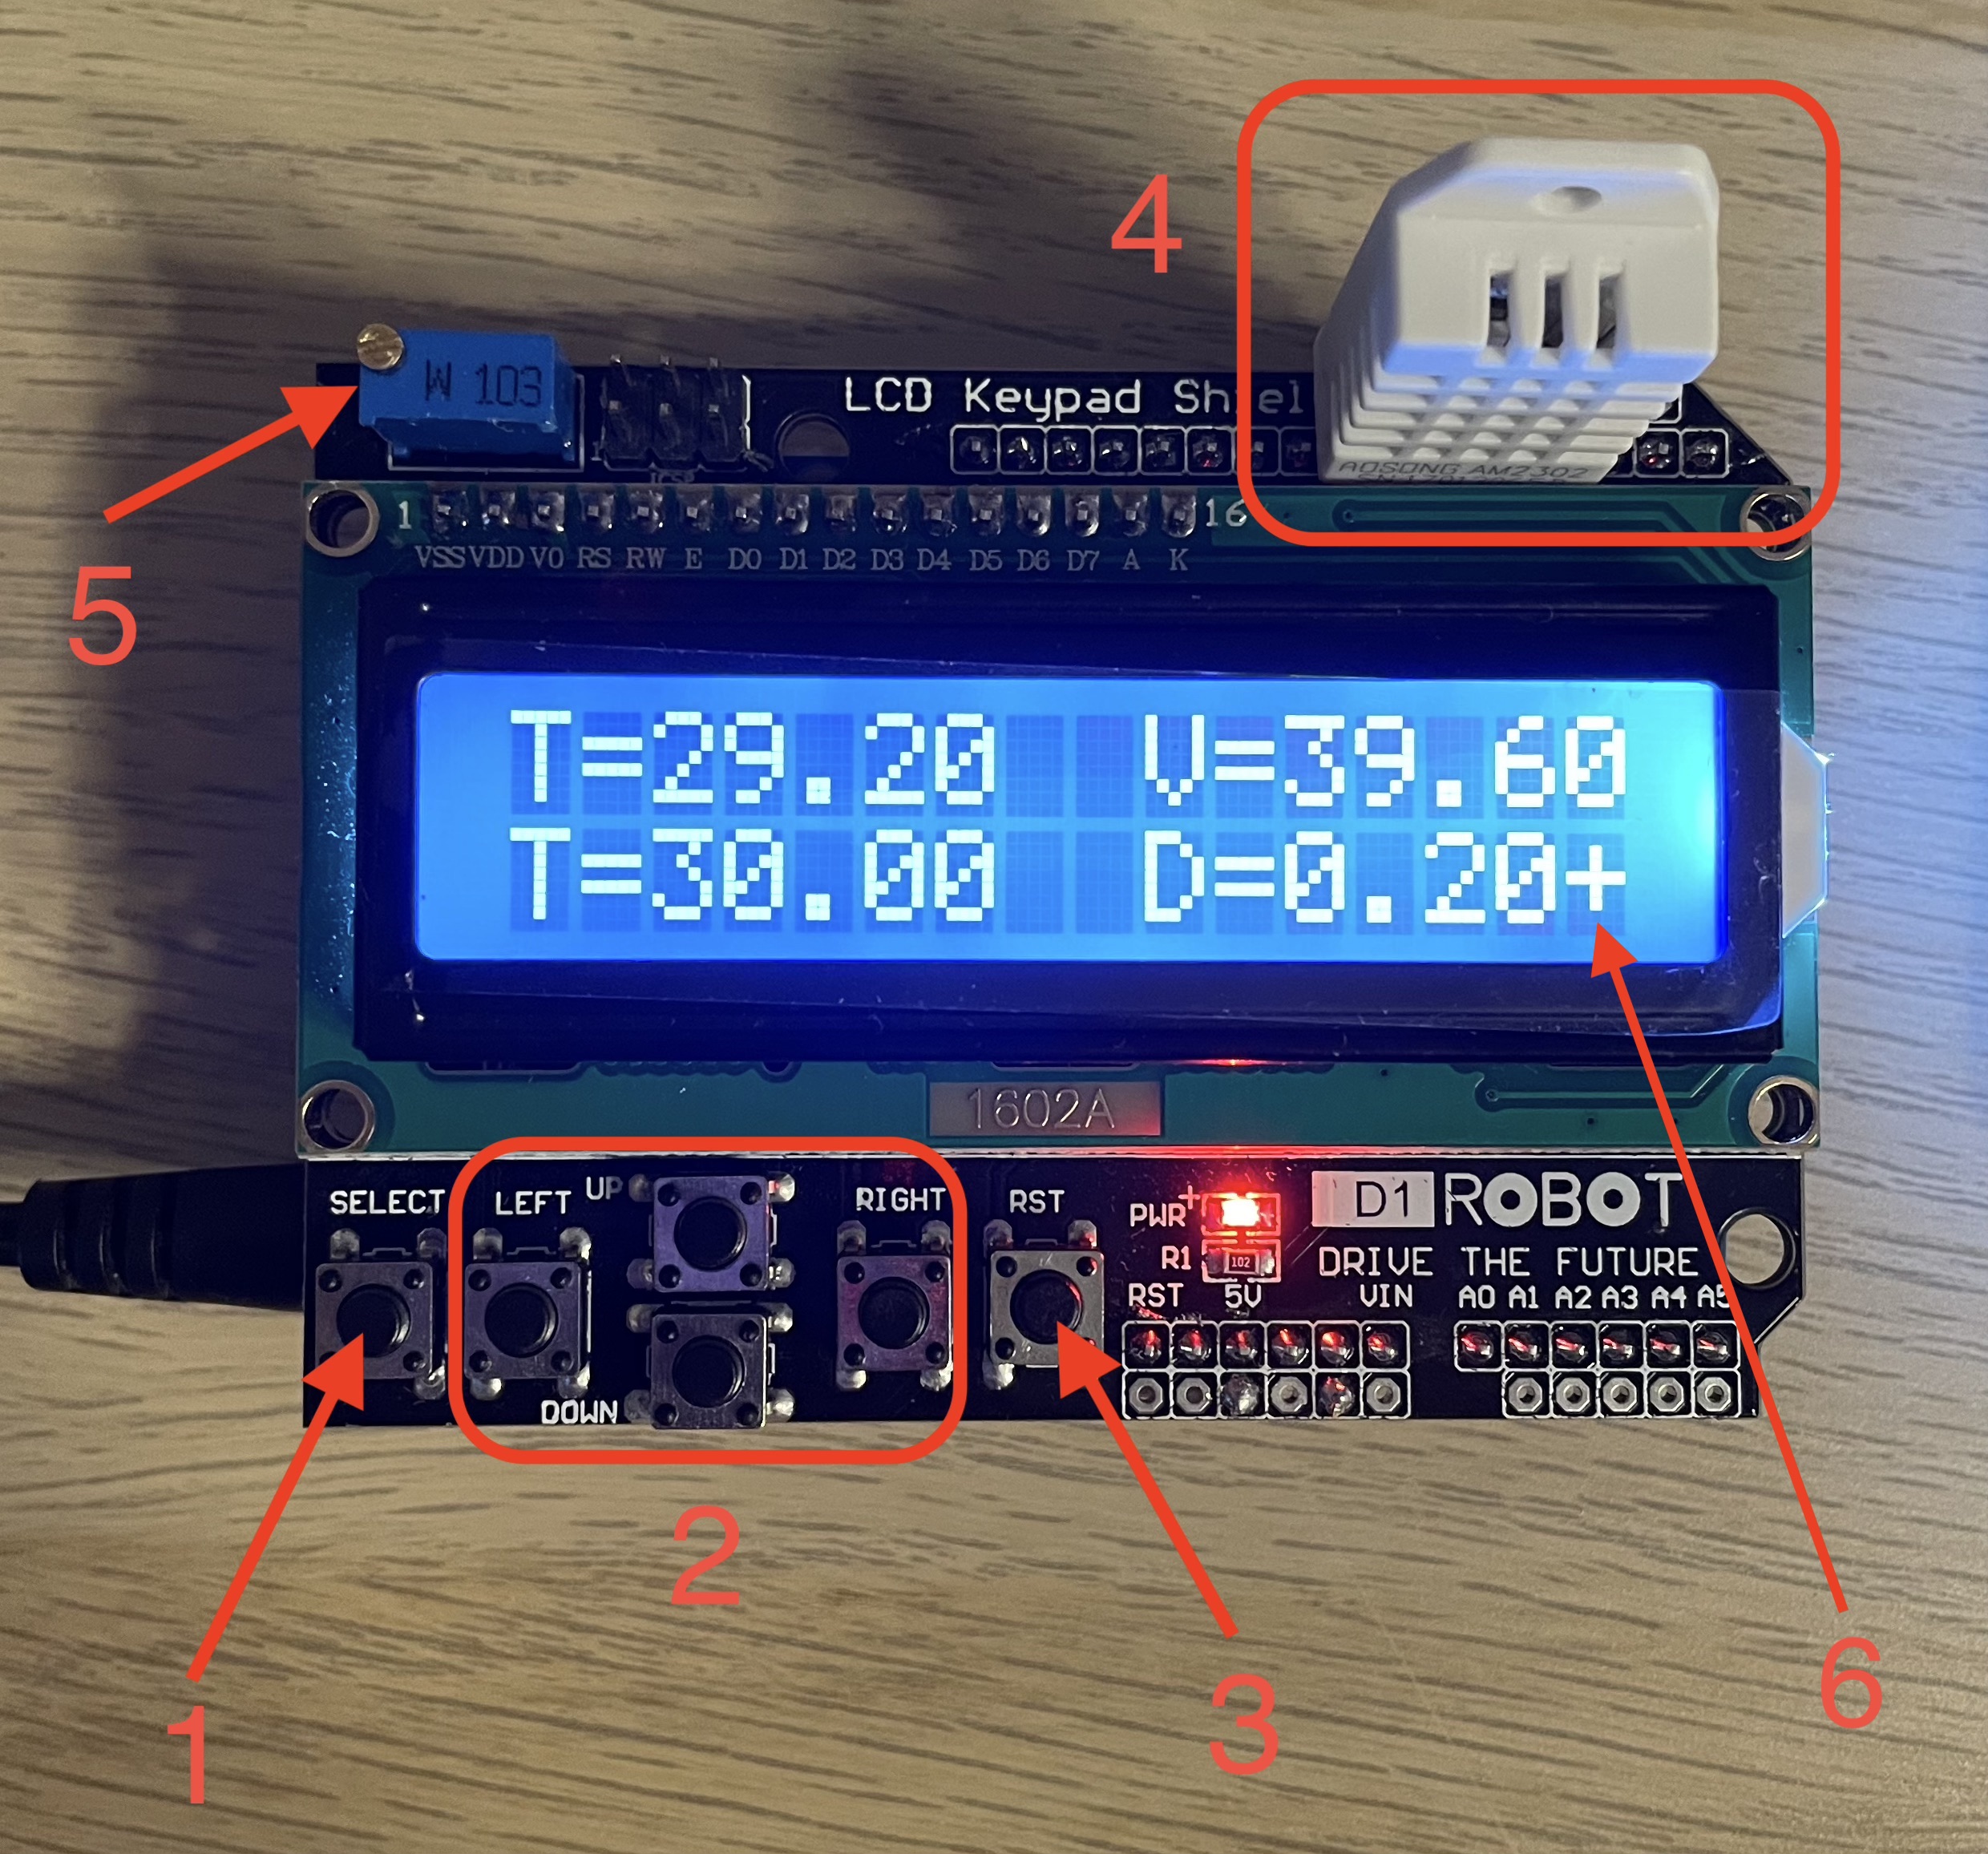 4
W 103
LCD Keypad Shiel
AOSONG AM2302
ICSP
1 16
VSS VDD V0 RS RW E D0 D1 D2 D3 D4 D5 D6 D7 A K
5
T=29.20 V=39.60
T=30.00 D=0.20+
1602A
SELECT LEFT UP RIGHT RST
DOWN
PWR+
R1 102
D1 ROBOT
DRIVE THE FUTURE
RST 5V VIN A0 A1 A2 A3 A4 A5
2
1
3
6